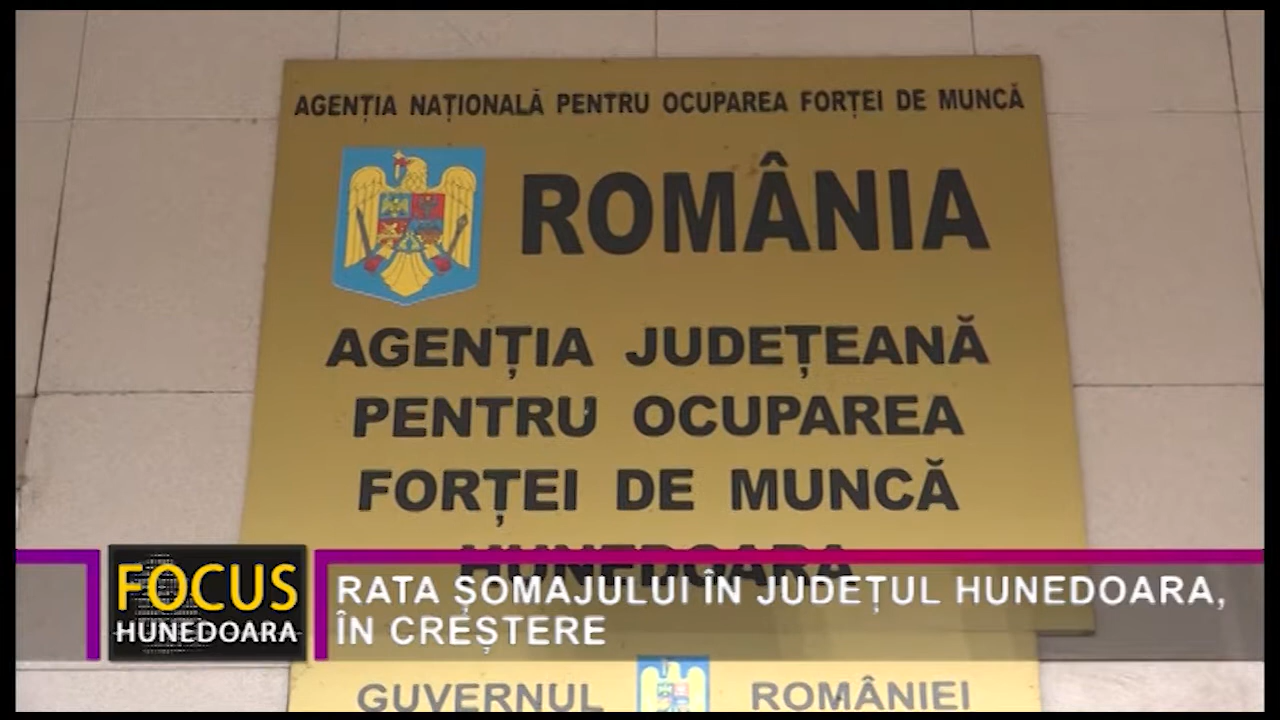 AGENȚIA NAȚIONALĂ PENTRU OCUPAREA FORȚEI DE MUNCĂ
ROMÂNIA
AGENȚIA JUDEȚEANĂ
PENTRU OCUPAREA
FORȚEI DE MUNCĂ
HUNEDOARA
FOCUS
HUNEDOARA
RATA ȘOMAJULUI ÎN JUDEȚUL HUNEDOARA,
ÎN CREȘTERE
GUVERNUL ROMÂNIEI